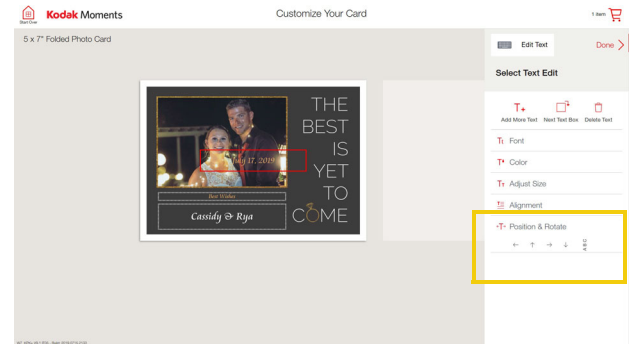 Start Over
Kodak Moments
Customize Your Card
1 item
5 x 7" Folded Photo Card
Edit Text
Done
Select Text Edit
Add More Text
Next Text Box
Delete Text
Font
Color
Adjust Size
Alignment
Position & Rotate
ABC
THE
BEST
IS
YET
TO
COME
17, 2019
Best Wishes
Cassidy & Rya